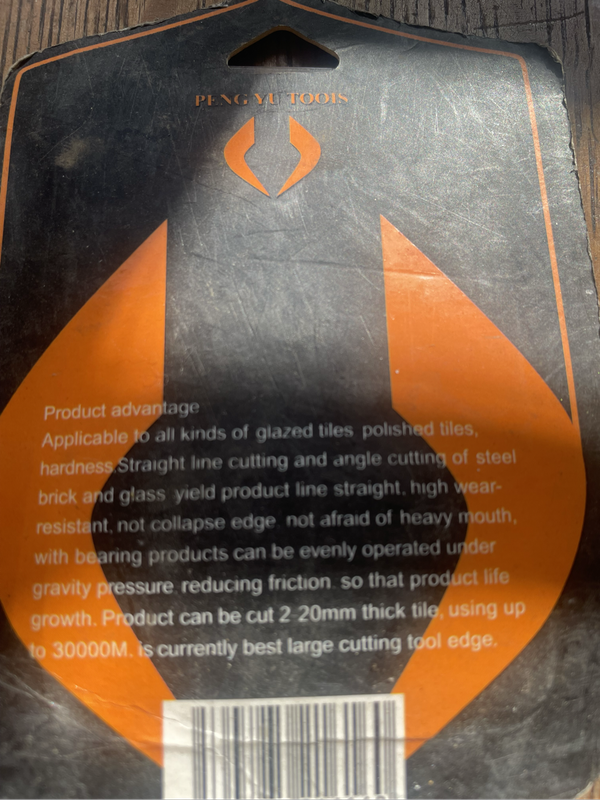 PENG YU TOOIS
Product advantage
Applicable to all kinds of glazed tiles polished tiles,
hardness.Straight line cutting and angle cutting of steel
brick and glass yield product line straight. high wear-
resistant, not collapse edge not afraid of heavy mouth,
with bearing products can be evenly operated under
gravity pressure reducing friction. so that product life
growth. Product can be cut 2-20mm thick tile, using up
to 30000M. is currently best large cutting tool edge.